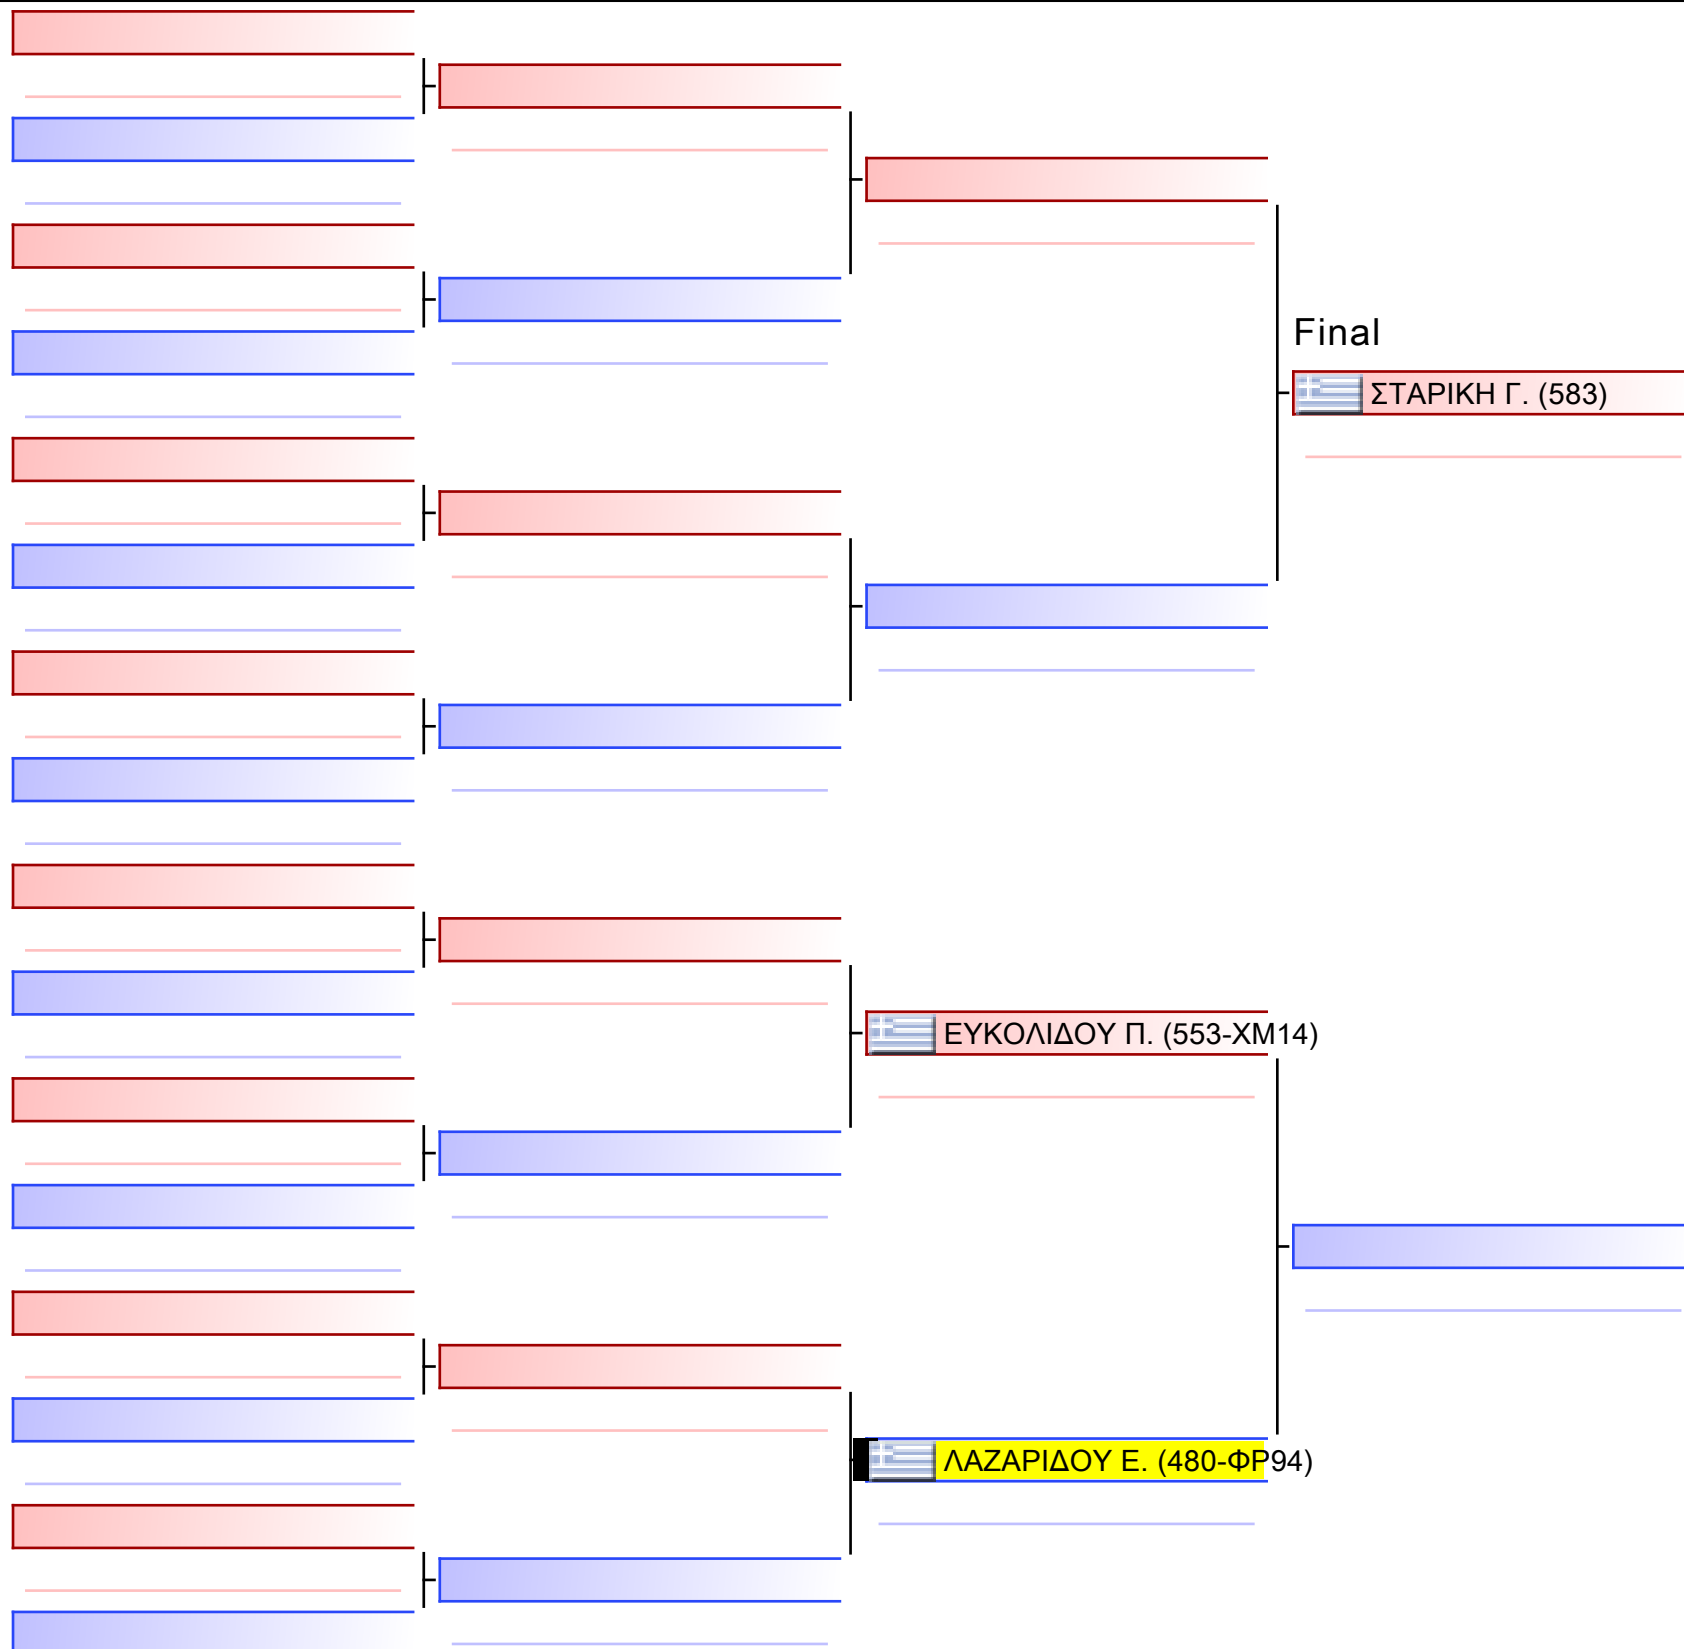 Final
ΣΤΑΡΙΚΗ Γ. (583)
ΕΥΚΟΛΙΔΟΥ Π. (553-ΧΜ14)
ΛΑΖΑΡΙΔΟΥ Ε. (480-ΦΡ94)